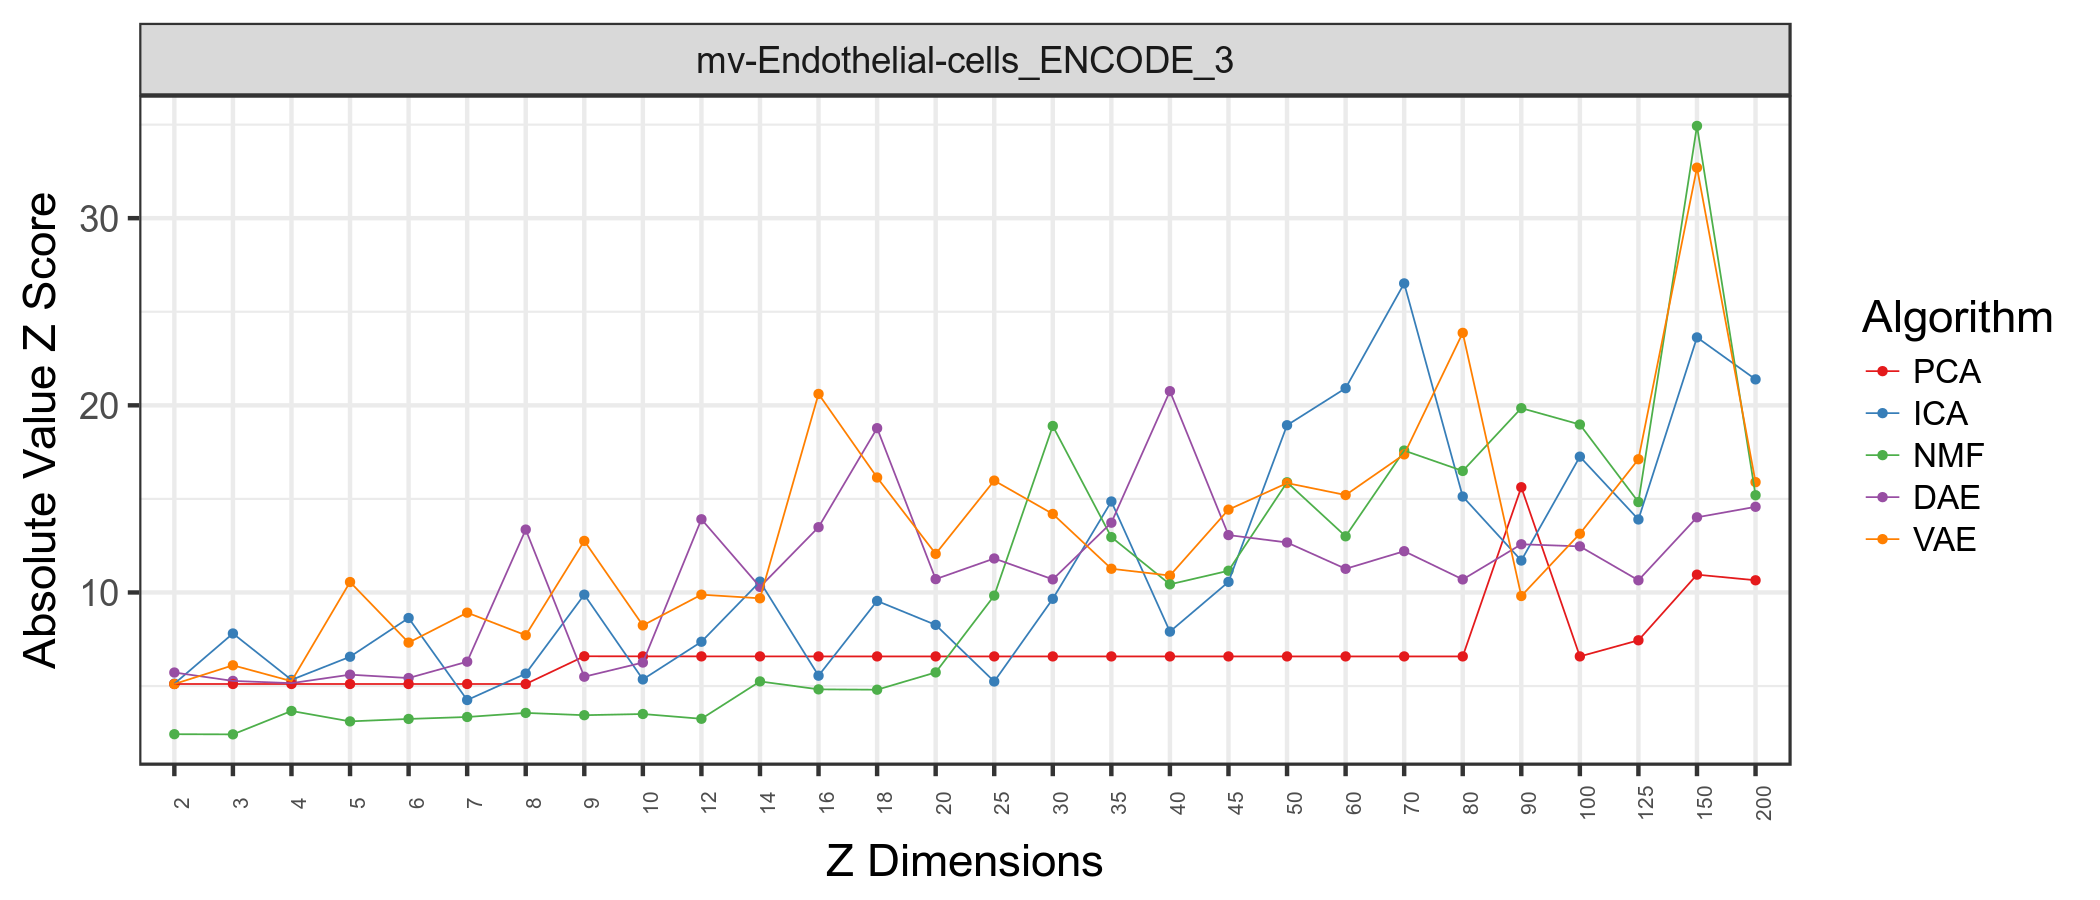 mv-Endothelial-cells_ENCODE_3
Absolute Value Z Score
30
20
10
2 3 4 5 6 7 8 9 10 12 14 16 18 20 25 30 35 40 45 50 60 70 80 90 100 125 150 200
Z Dimensions
Algorithm
PCA
ICA
NMF
DAE
VAE